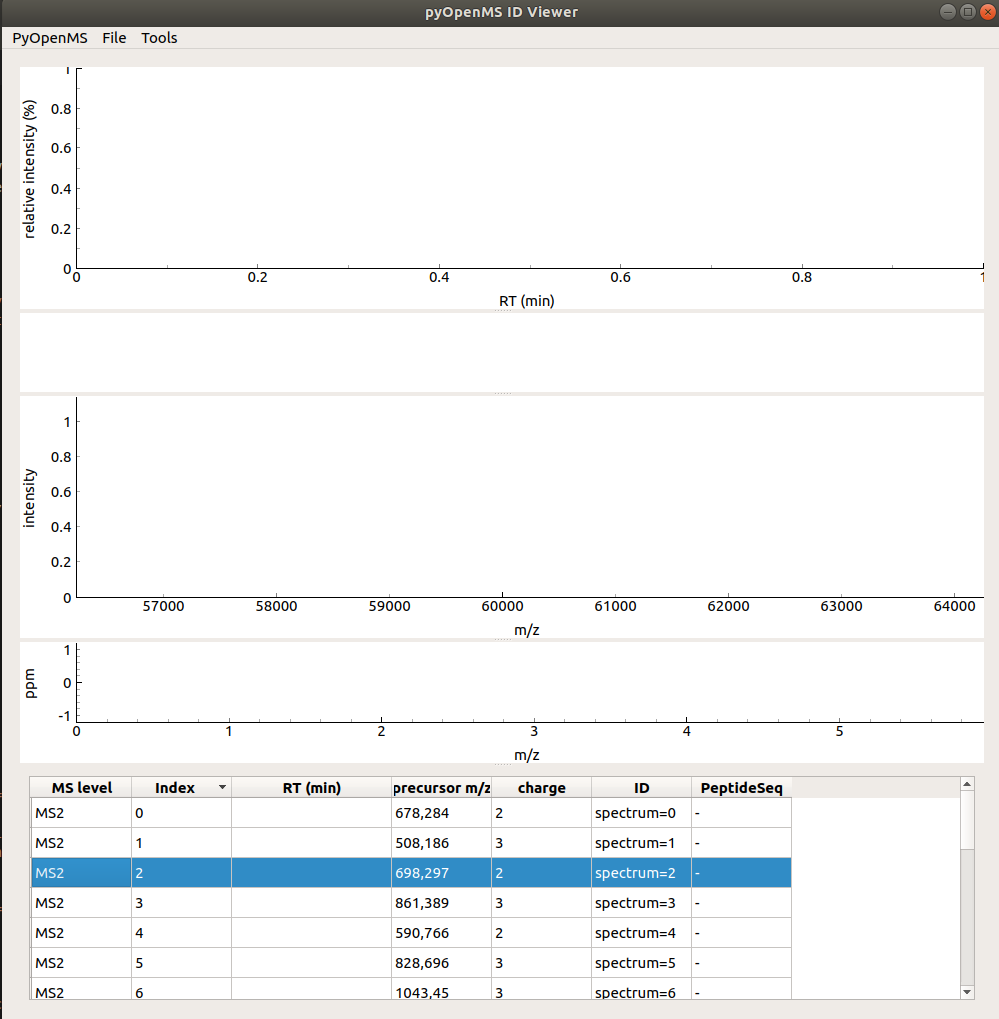 pyOpenMS ID Viewer
PyOpenMS File Tools
1
0.8
0.6
0.4
0.2
0
relative intensity (%)
0 0.2 0.4 0.6 0.8 1
RT (min)
1
0.8
0.6
0.4
0.2
0
intensity
57000 58000 59000 60000 61000 62000 63000 64000
m/z
1
0
-1
ppm
0 1 2 3 4 5
m/z
MS level Index RT (min) precursor m/z charge ID PeptideSeq
MS2 0 678,284 2 spectrum=0 -
MS2 1 508,186 3 spectrum=1 -
MS2 2 698,297 2 spectrum=2 -
MS2 3 861,389 3 spectrum=3 -
MS2 4 590,766 2 spectrum=4 -
MS2 5 828,696 3 spectrum=5 -
MS2 6 1043,45 3 spectrum=6 -